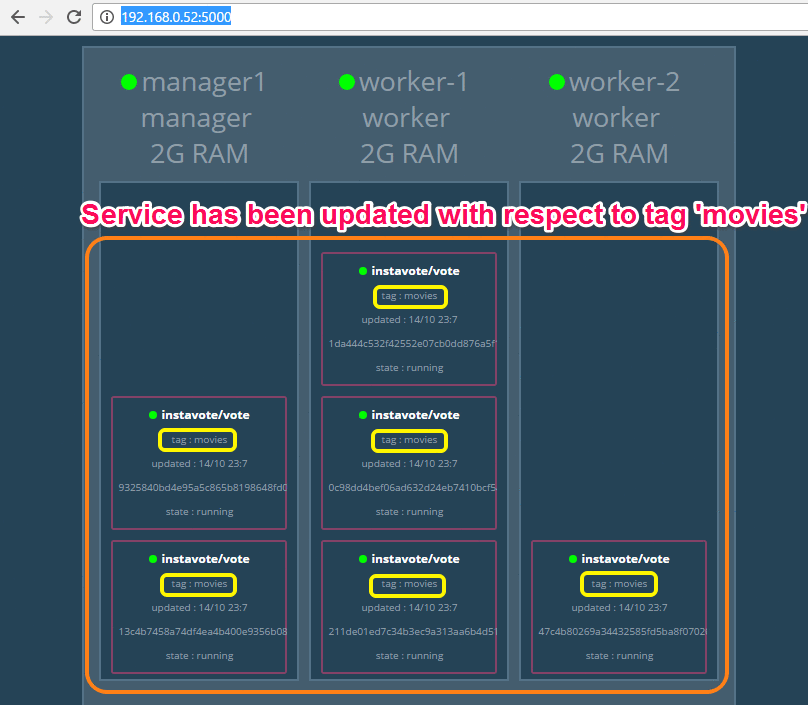 192.168.0.52:5000
manager1
manager
2G RAM
worker-1
worker
2G RAM
worker-2
worker
2G RAM
Service has been updated with respect to tag 'movies'
instavote/vote
tag : movies
updated : 14/10 23:7
1da444c532f42552e07cb0dd876a5f
state : running
instavote/vote
tag : movies
updated : 14/10 23:7
9325840bd4e95a5c865b8198648fd0
state : running
instavote/vote
tag : movies
updated : 14/10 23:7
0c98dd4bef06ad632d24eb7410bcf5
state : running
instavote/vote
tag : movies
updated : 14/10 23:7
13c4b7458a74df4ea4b400e9356b08
state : running
instavote/vote
tag : movies
updated : 14/10 23:7
211de01ed7c34b3ec9a313aa6b4d51
state : running
instavote/vote
tag : movies
updated : 14/10 23:7
47c4b80269a34432585fd5ba8f0702
state : running